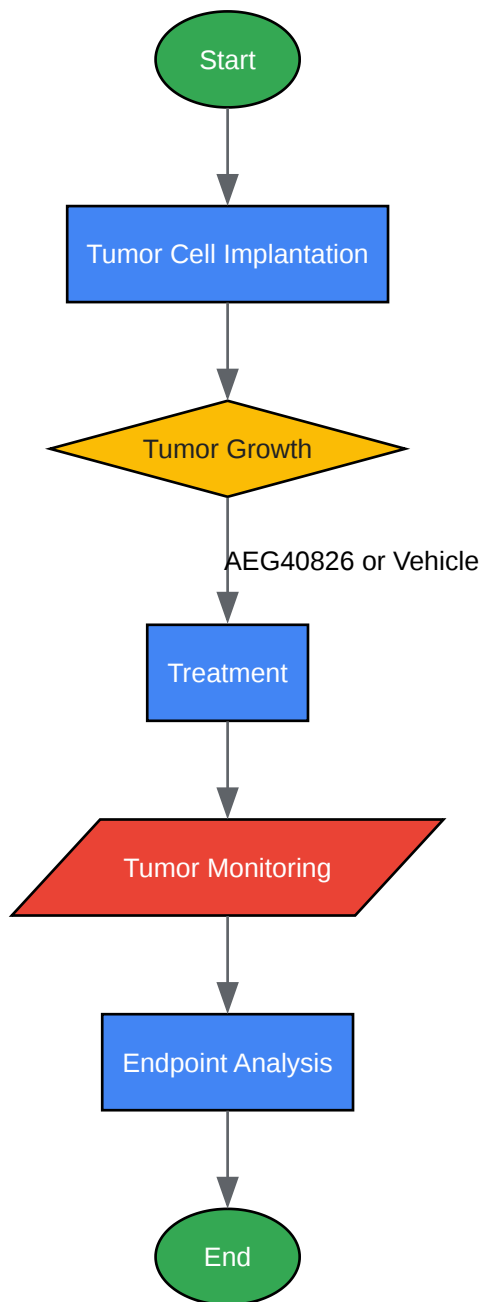 Start
Tumor Cell Implantation
Tumor Growth
AEG40826 or Vehicle
Treatment
Tumor Monitoring
Endpoint Analysis
End